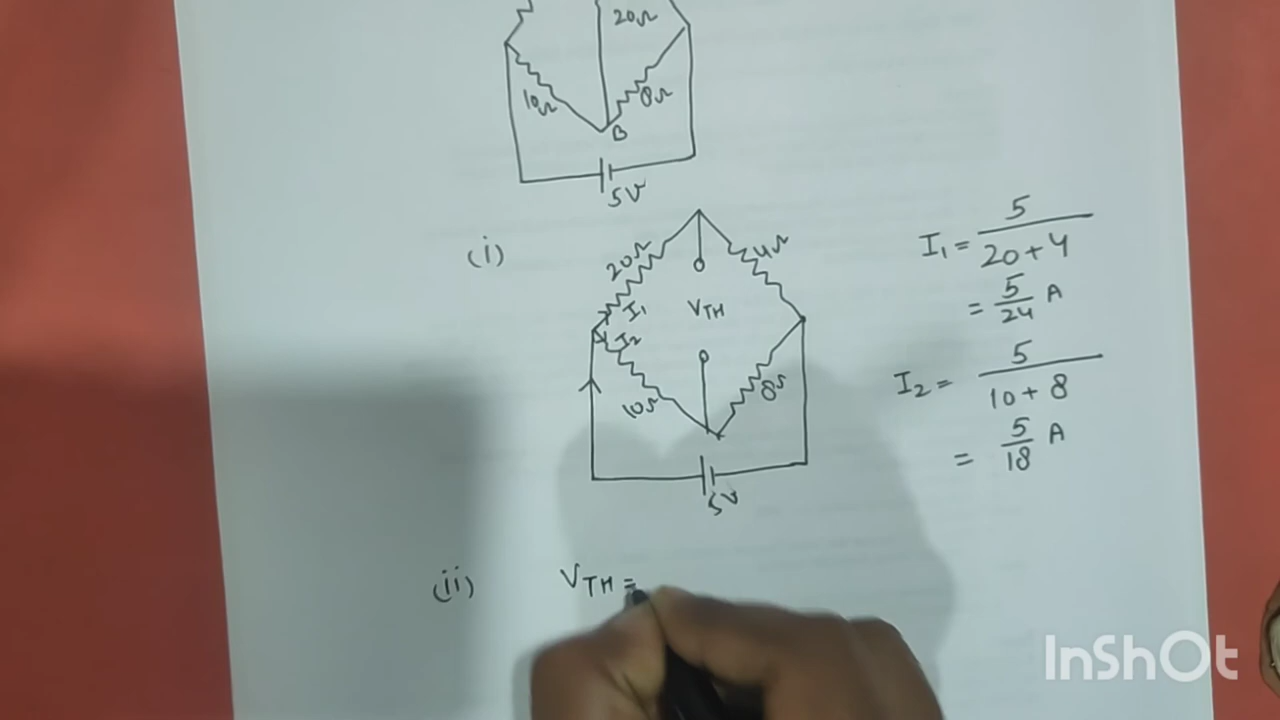 20Ω
10Ω
8Ω
B
5V
(i)
20Ω
4Ω
I₁
VTH
I₂
10Ω
8Ω
5V
I₁ = 5 / 20 + 4
= 5/24 A
I₂ = 5 / 10 + 8
= 5/18 A
(ii) VTH =
InShOt